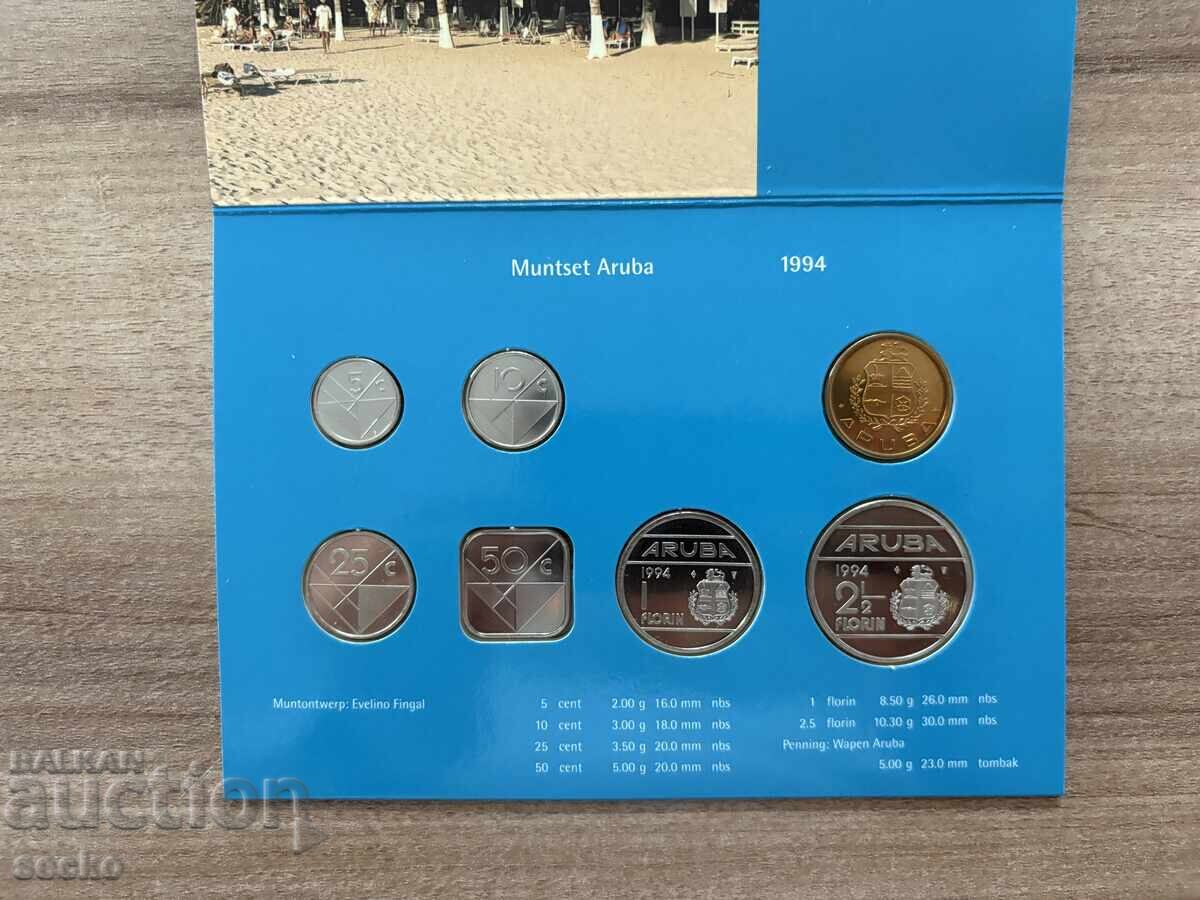 Muntset Aruba 1994
5 c
10 c
ARUBA
25 c
50 c
ARUBA
1994
1
FLORIN
ARUBA
1994
2 1/2
FLORIN
Muntontwerp: Evelino Fingal
5 cent 2.00 g 16.0 mm nbs
10 cent 3.00 g 18.0 mm nbs
25 cent 3.50 g 20.0 mm nbs
50 cent 5.00 g 20.0 mm nbs
1 florin 8.50 g 26.0 mm nbs
2.5 florin 10.30 g 30.0 mm nbs
Penning: Wapen Aruba
5.00 g 23.0 mm tombak
БАЛКАН
auction
socko